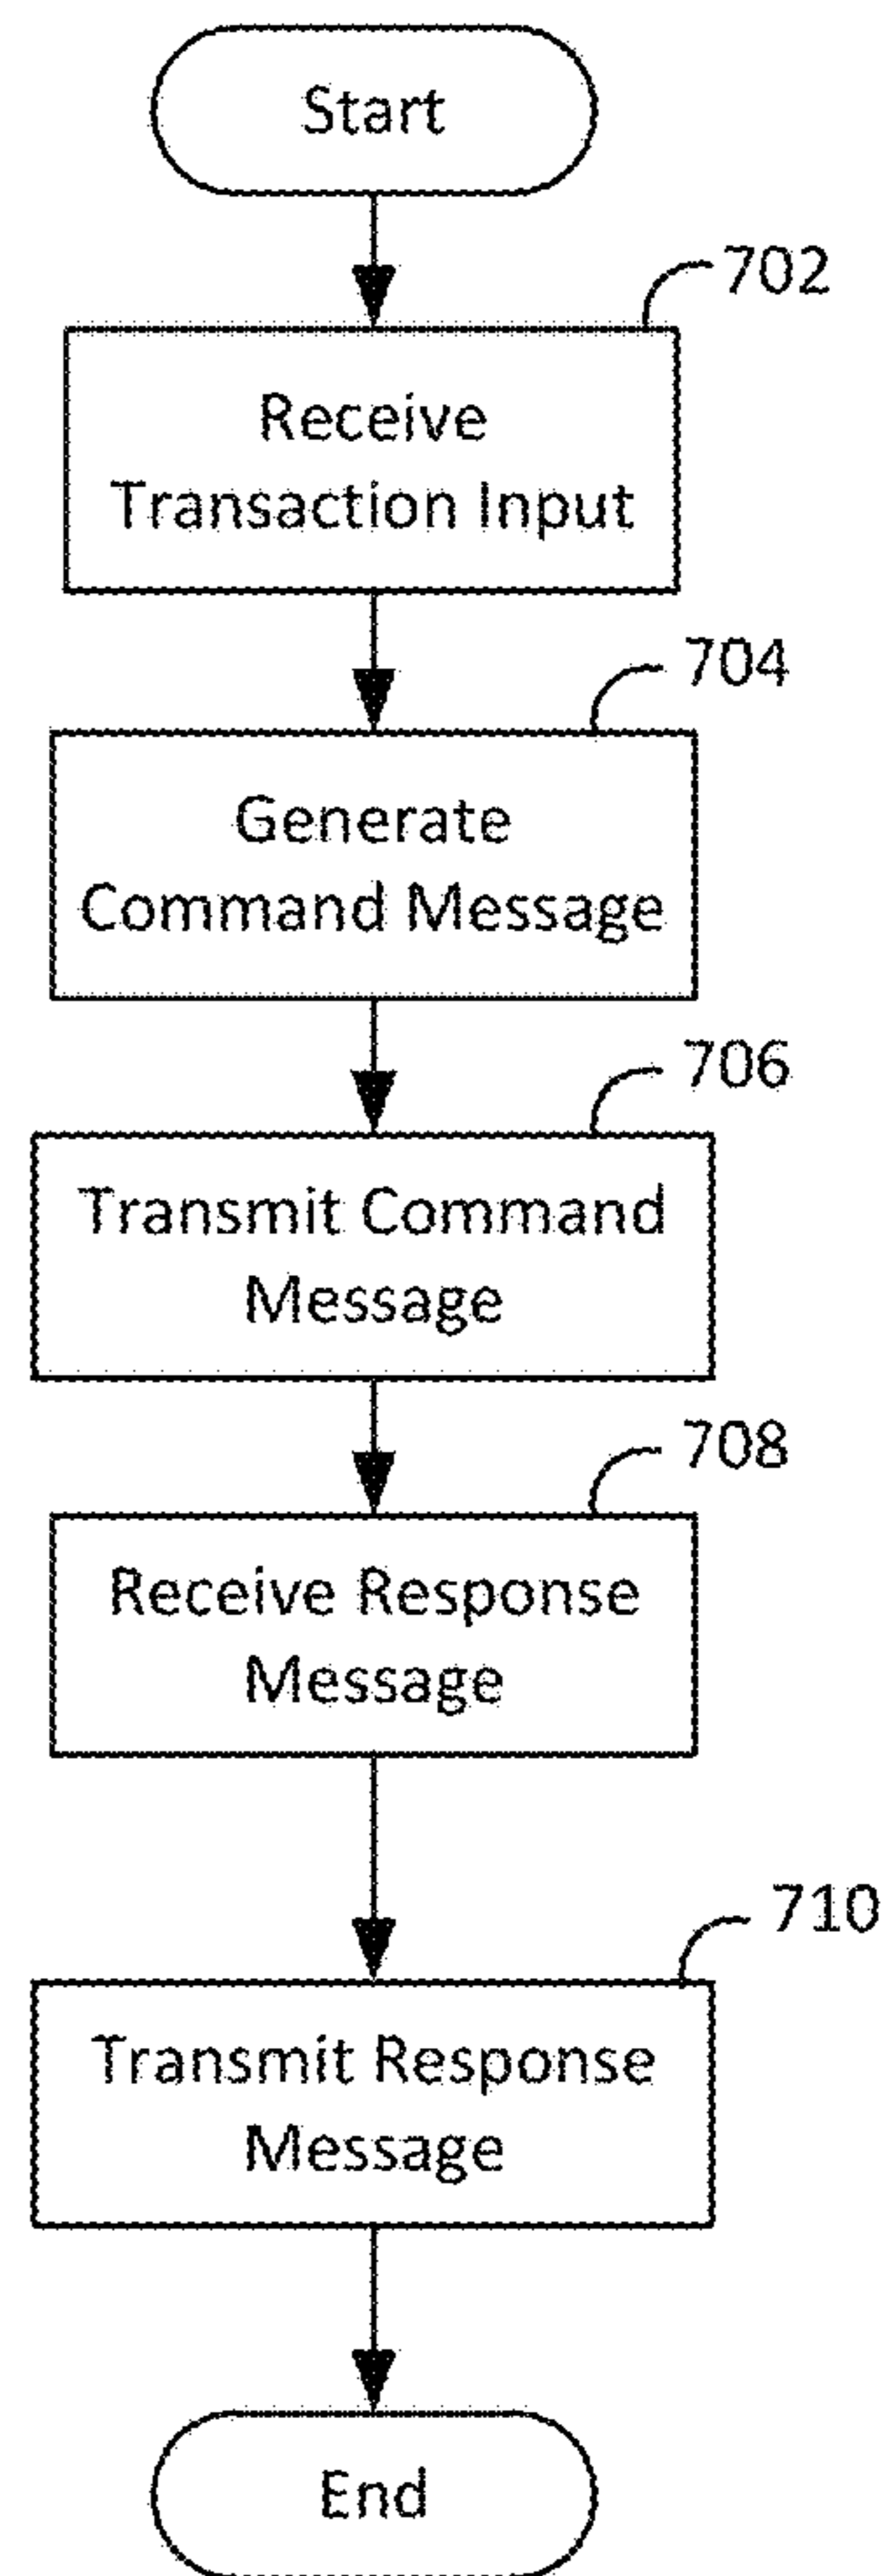 Start
702
Receive
Transaction Input
704
Generate
Command Message
706
Transmit Command
Message
708
Receive Response
Message
710
Transmit Response
Message
End